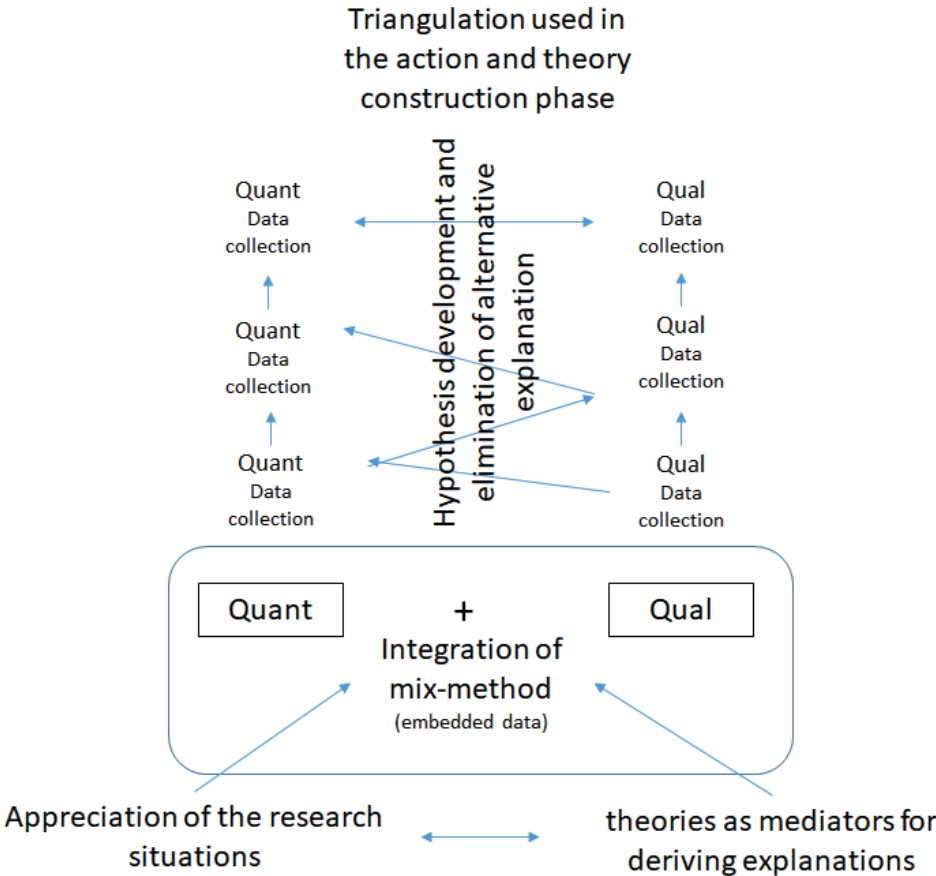 Triangulation used in
the action and theory
construction phase
Quant
Data
collection
Qual
Data
collection
Hypothesis development and
elimination of alternative
explanation
Quant
Data
collection
Qual
Data
collection
Quant
Data
collection
Qual
Data
collection
Quant
+
Qual
Integration of
mix-method
(embedded data)
Appreciation of the research
situations
theories as mediators for
deriving explanations